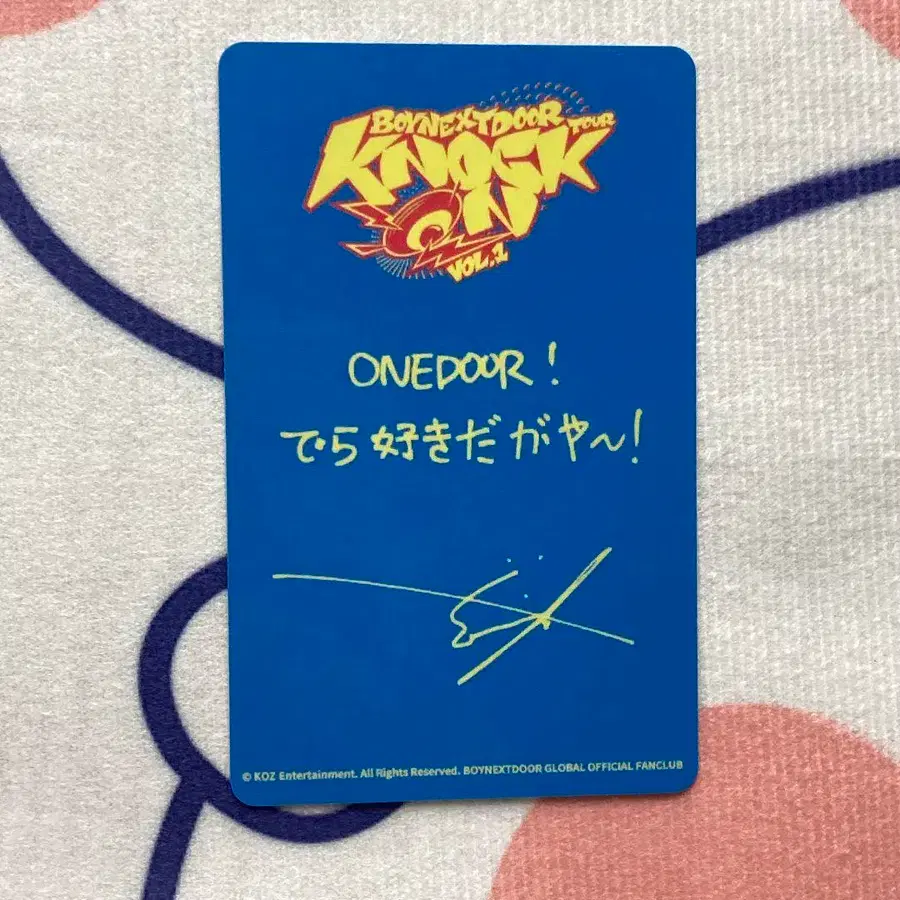 BOYNEXTDOOR TOUR
KNOCK
ON
VOL.1
ONEDOOR!
でら好きだがや〜!
© KOZ Entertainment. All Rights Reserved. BOYNEXTDOOR GLOBAL OFFICIAL FANCLUB